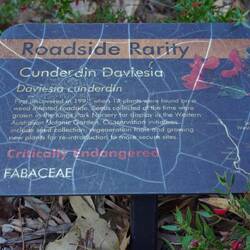 Roadside Rarity
Cunderdin Daviesia
Daviesia cunderdin
First discovered in 199 when 14 plants were found on a
weed infested roadside. Seeds collected at the time were
grown in the Kings Park Nursery for display in the Western
Australian Botanic Garden. Conservation initiatives
include seed collection, regeneration trials and growing
new plants for re-introduction to more secure sites.
Critically Endangered
FABACEAE